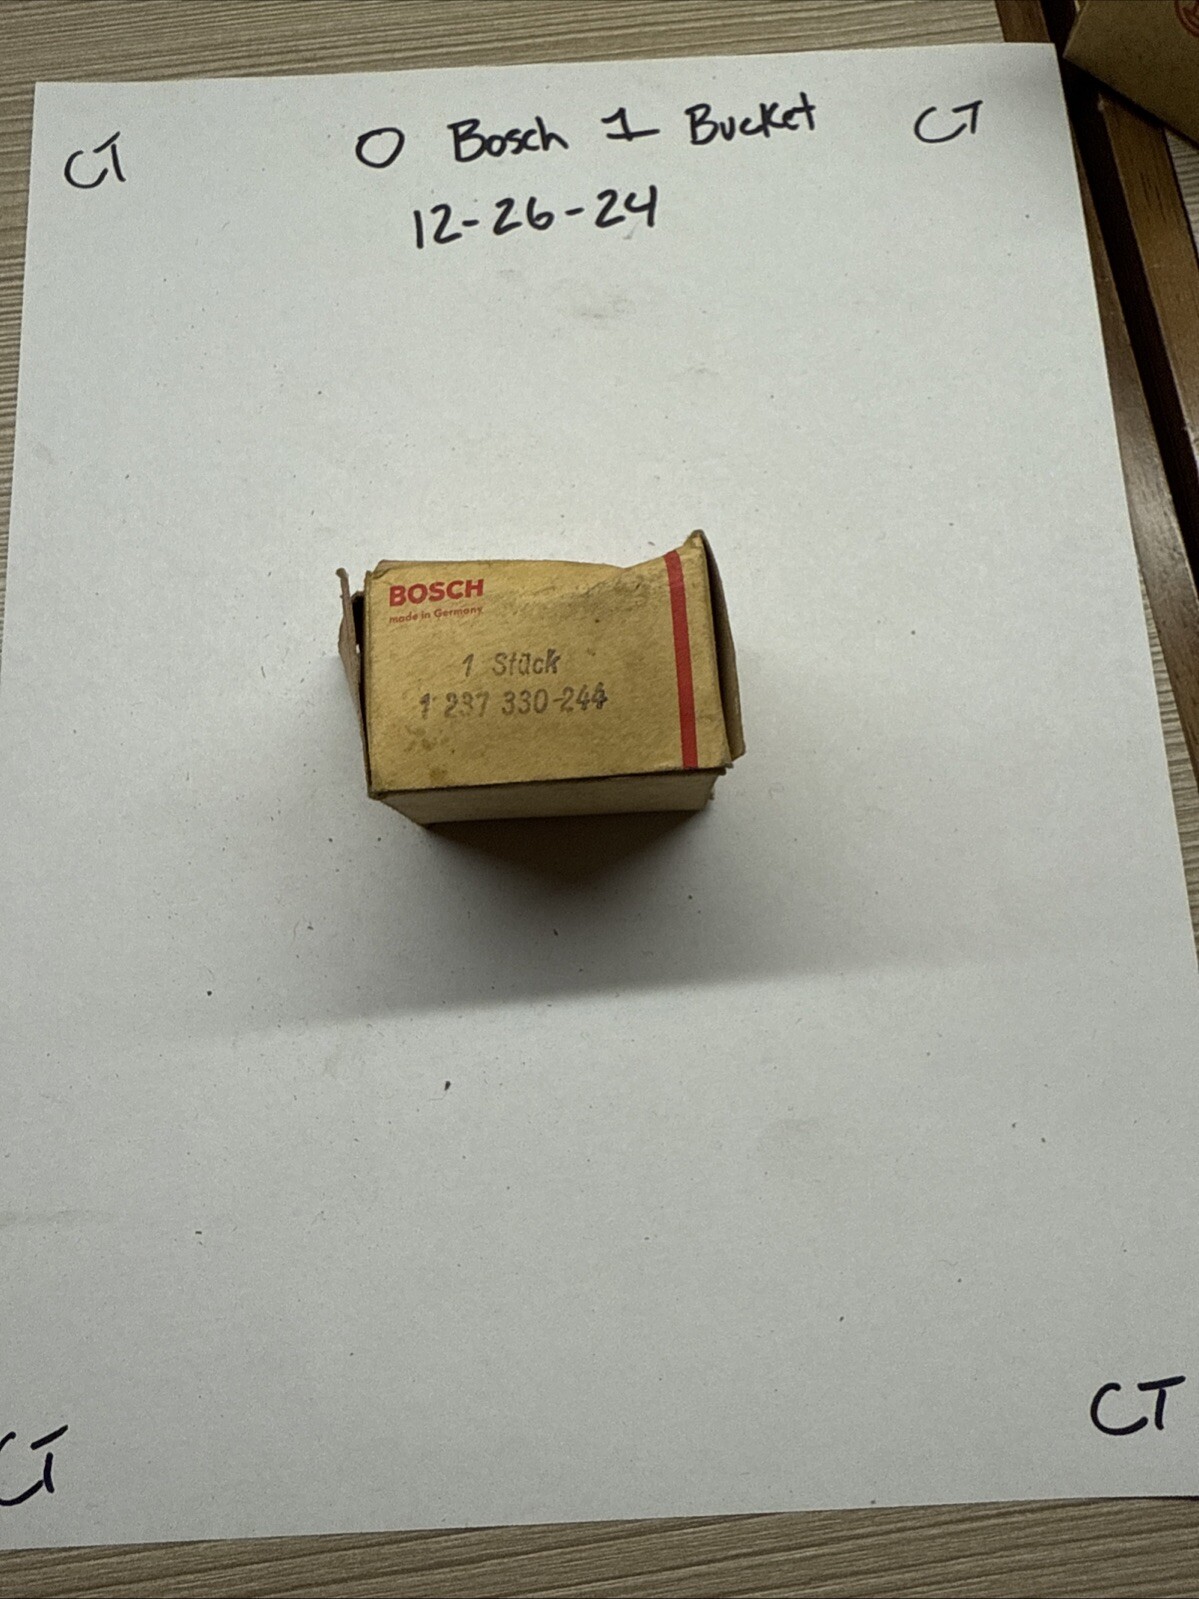 CT O Bosch 1 Bucket CT
12-26-24
BOSCH
made in Germany
1 Stück
1 237 330-244
CT
CT